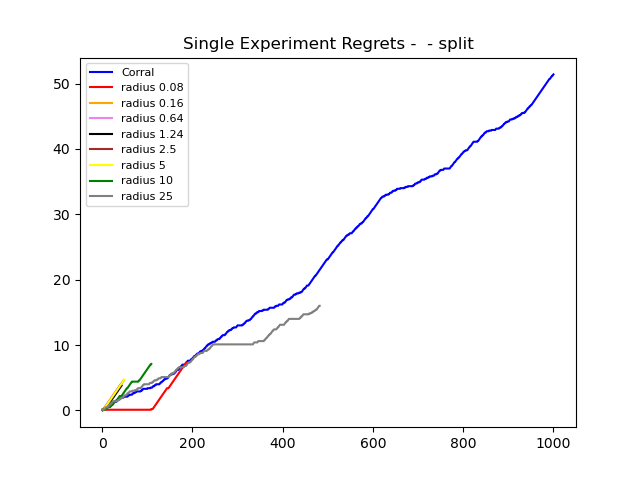 Single Experiment Regrets -  - split
Corral
radius 0.08
radius 0.16
radius 0.64
radius 1.24
radius 2.5
radius 5
radius 10
radius 25
50
40
30
20
10
0
0 200 400 600 800 1000